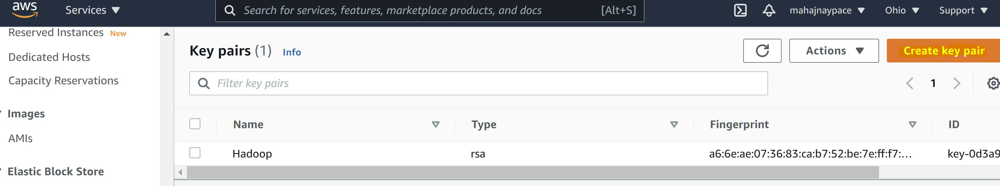 aws Services Search for services, features, marketplace products, and docs [Alt+S] mahajnaypace Ohio Support
Reserved Instances New
Dedicated Hosts
Capacity Reservations
Images
AMIs
Elastic Block Store
Key pairs (1) Info Actions Create key pair
Filter key pairs 1
Name Type Fingerprint ID
Hadoop rsa a6:6e:ae:07:36:83:ca:b7:52:be:7e:ff:f7:... key-0d3a9